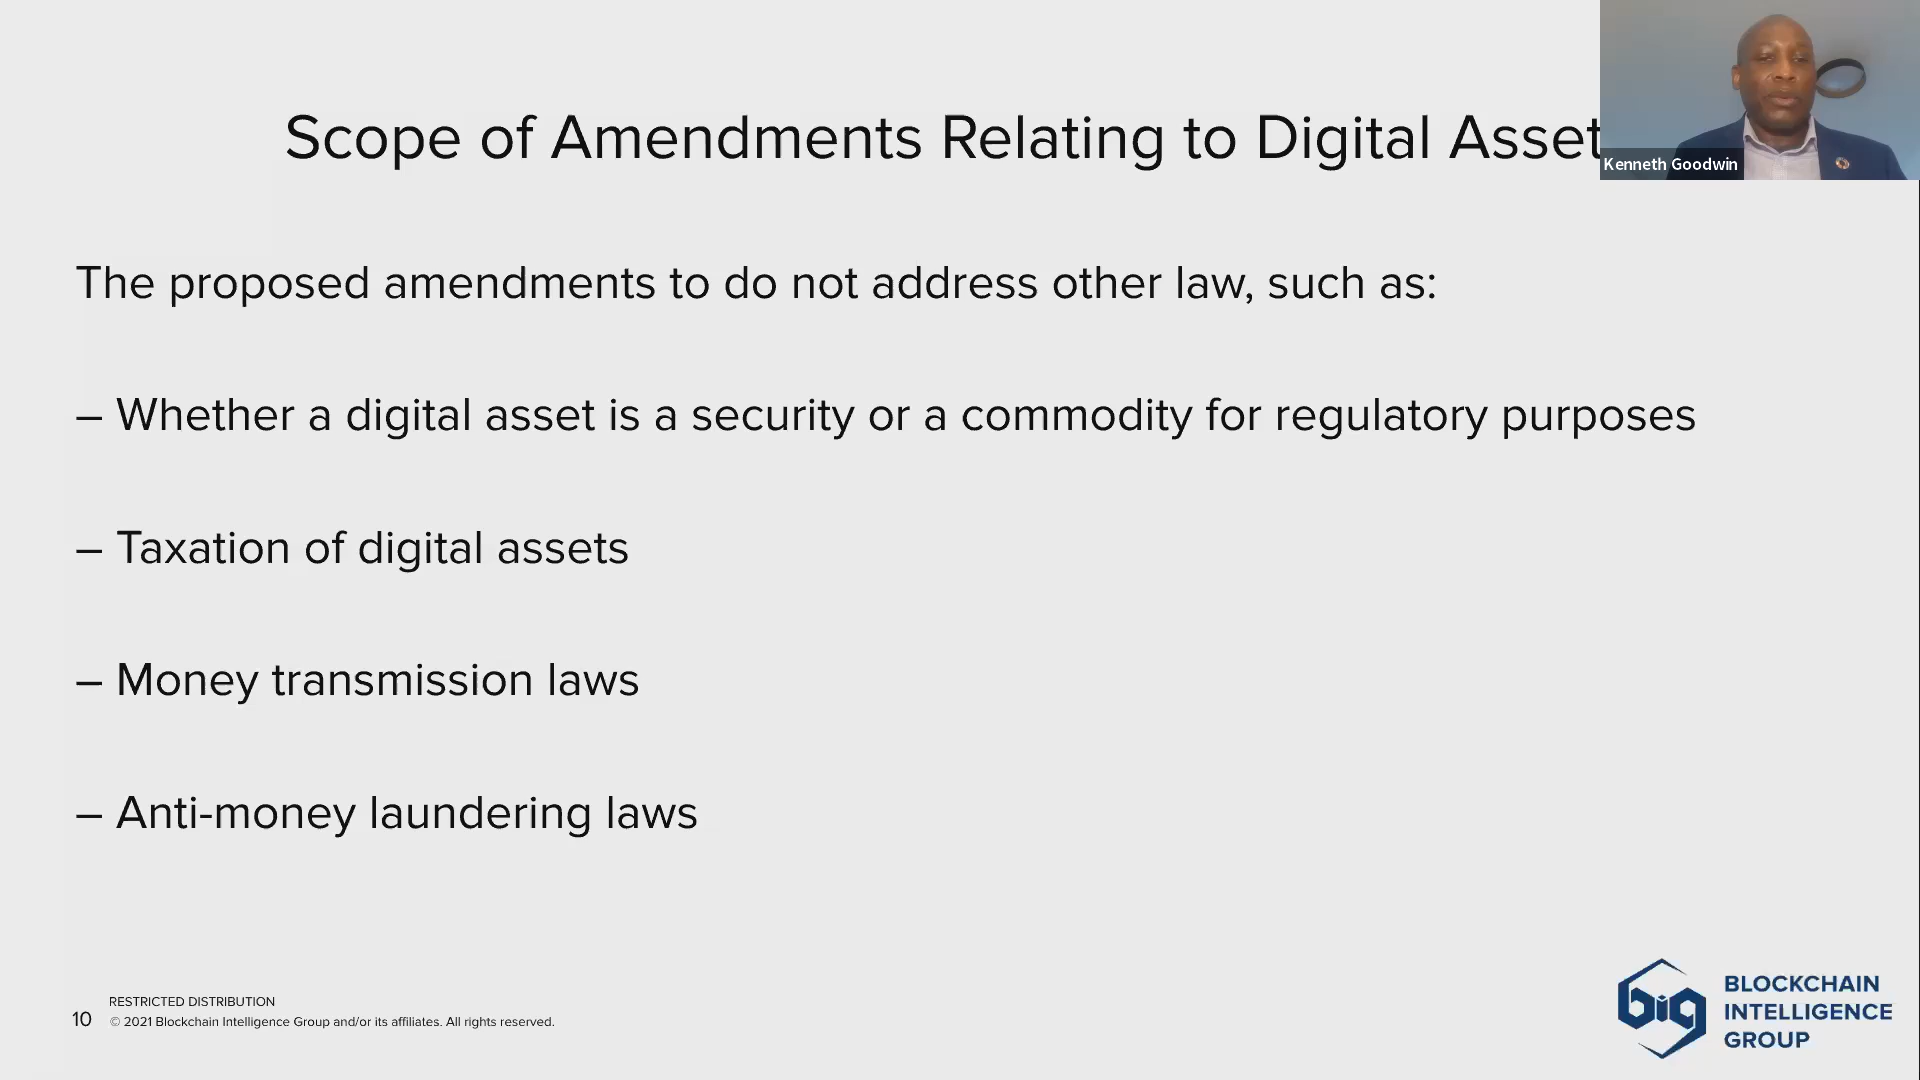 Scope of Amendments Relating to Digital Asset
Kenneth Goodwin
The proposed amendments to do not address other law, such as:
– Whether a digital asset is a security or a commodity for regulatory purposes
– Taxation of digital assets
– Money transmission laws
– Anti-money laundering laws
RESTRICTED DISTRIBUTION
10 © 2021 Blockchain Intelligence Group and/or its affiliates. All rights reserved.
big
BLOCKCHAIN
INTELLIGENCE
GROUP